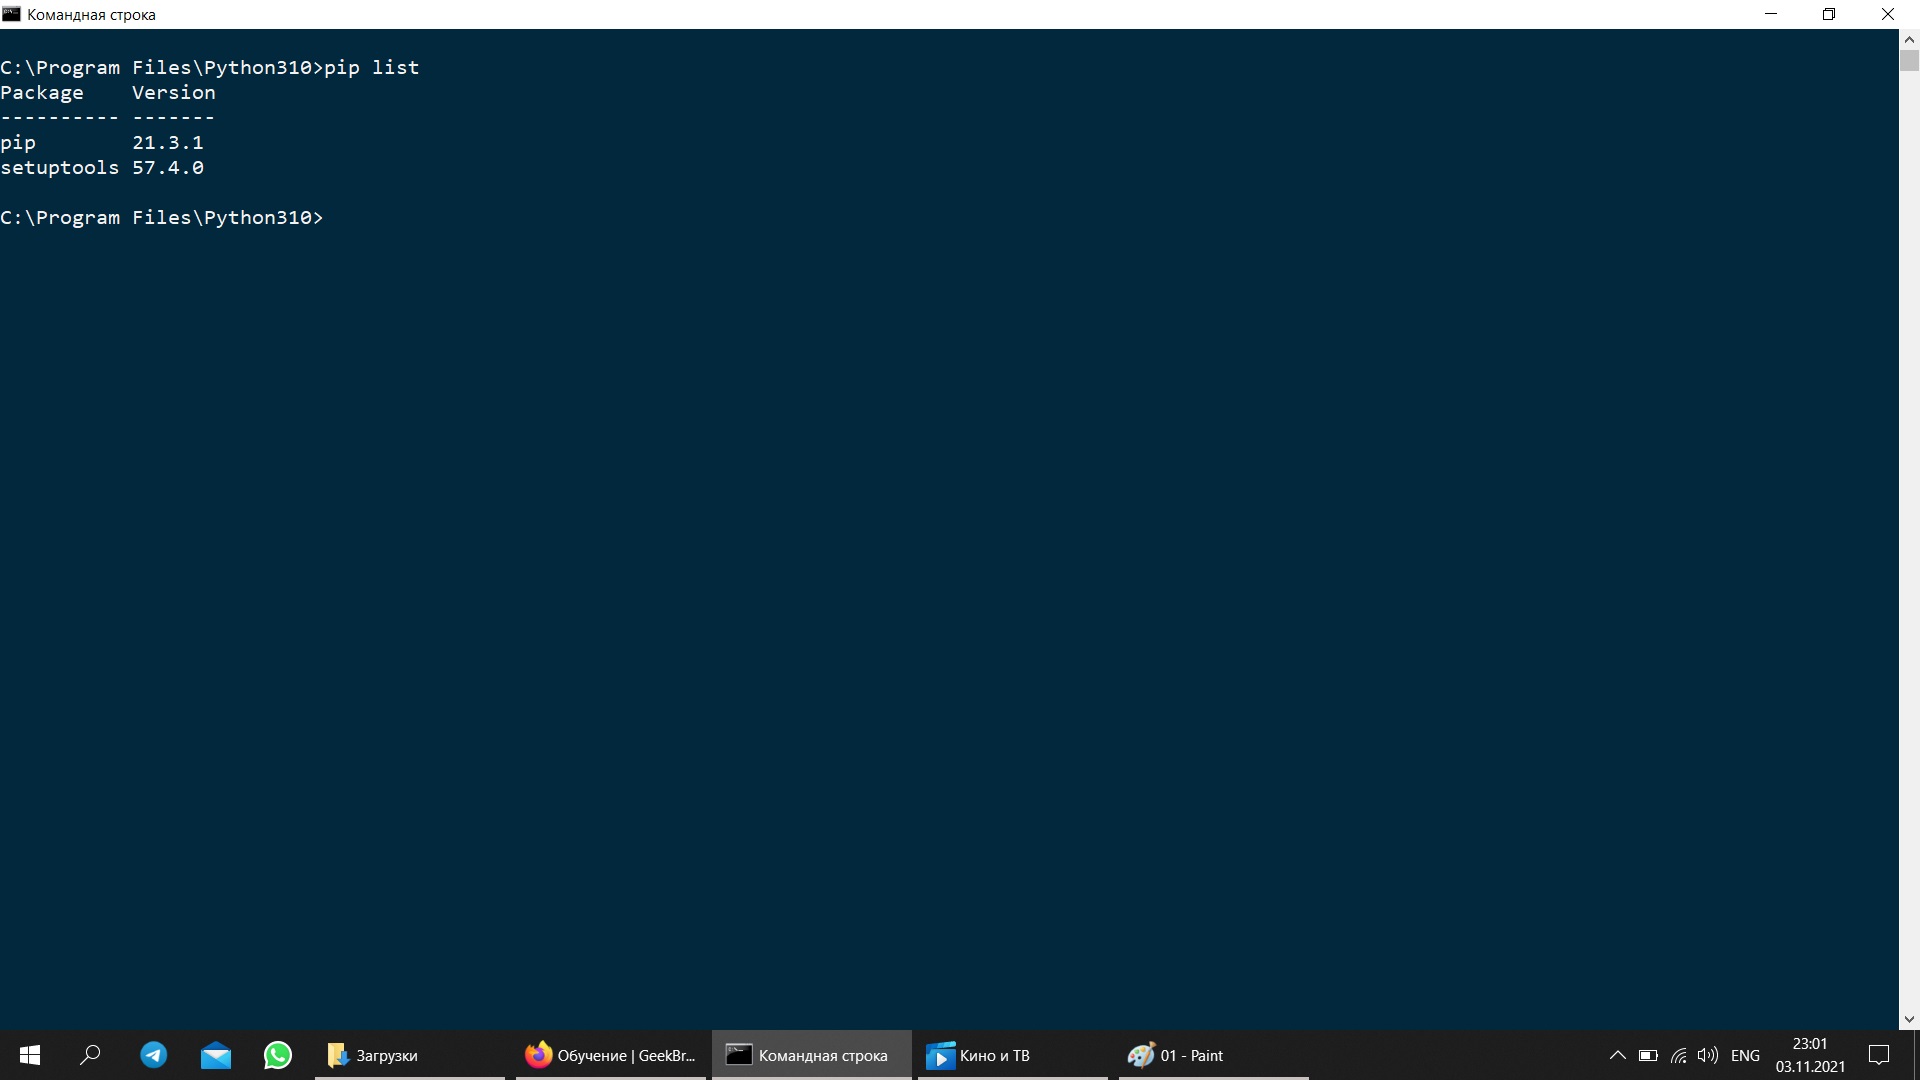 Командная строка
C:\Program Files\Python310>pip list
Package    Version
---------- -------
pip        21.3.1
setuptools 57.4.0
C:\Program Files\Python310>
Загрузки
Обучение | GeekBr...
Командная строка
Кино и ТВ
01 - Paint
ENG
23:01
03.11.2021